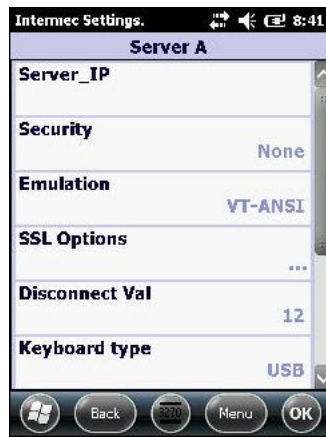 Intermec Settings. 8:41
Server A
Server_IP
Security
None
Emulation
VT-ANSI
SSL Options
...
Disconnect Val
12
Keyboard type
USB
Back 3270 Menu OK